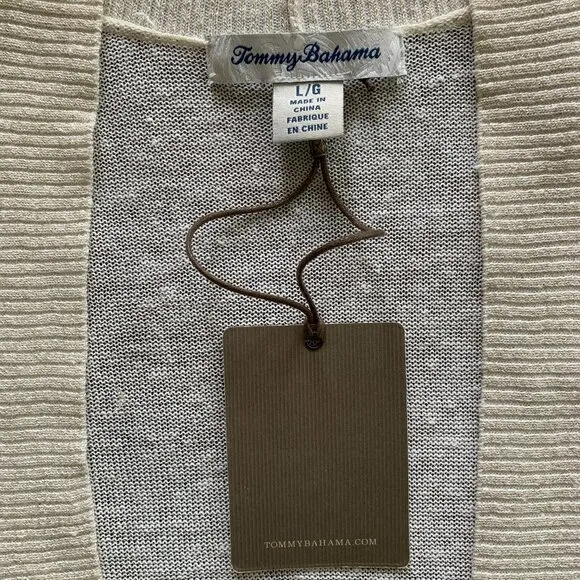 Tommy Bahama
L/G
MADE IN
CHINA
FABRIQUE
EN CHINE
TOMMYBAHAMA.COM